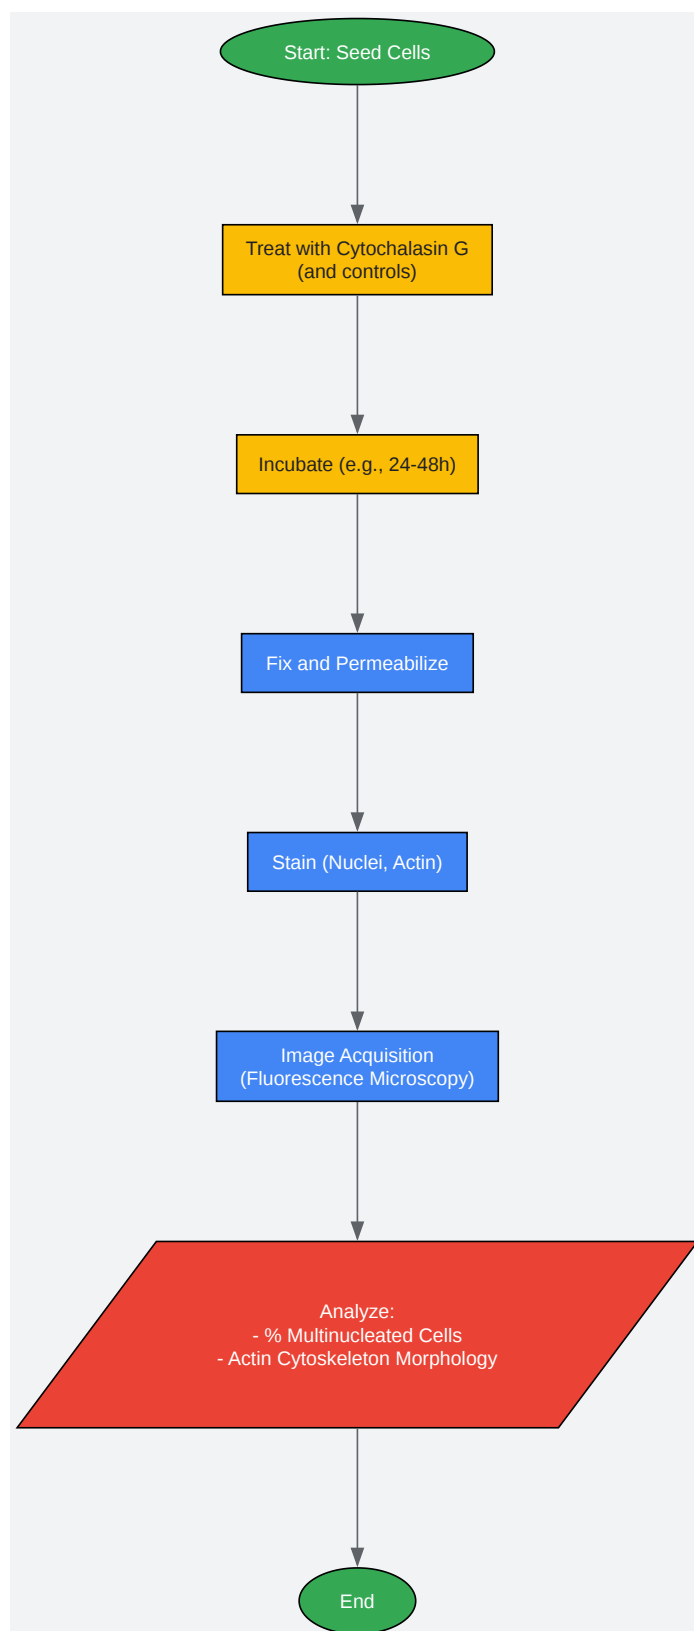 Start: Seed Cells
Treat with Cytochalasin G
(and controls)
Incubate (e.g., 24-48h)
Fix and Permeabilize
Stain (Nuclei, Actin)
Image Acquisition
(Fluorescence Microscopy)
Analyze:
- % Multinucleated Cells
- Actin Cytoskeleton Morphology
End